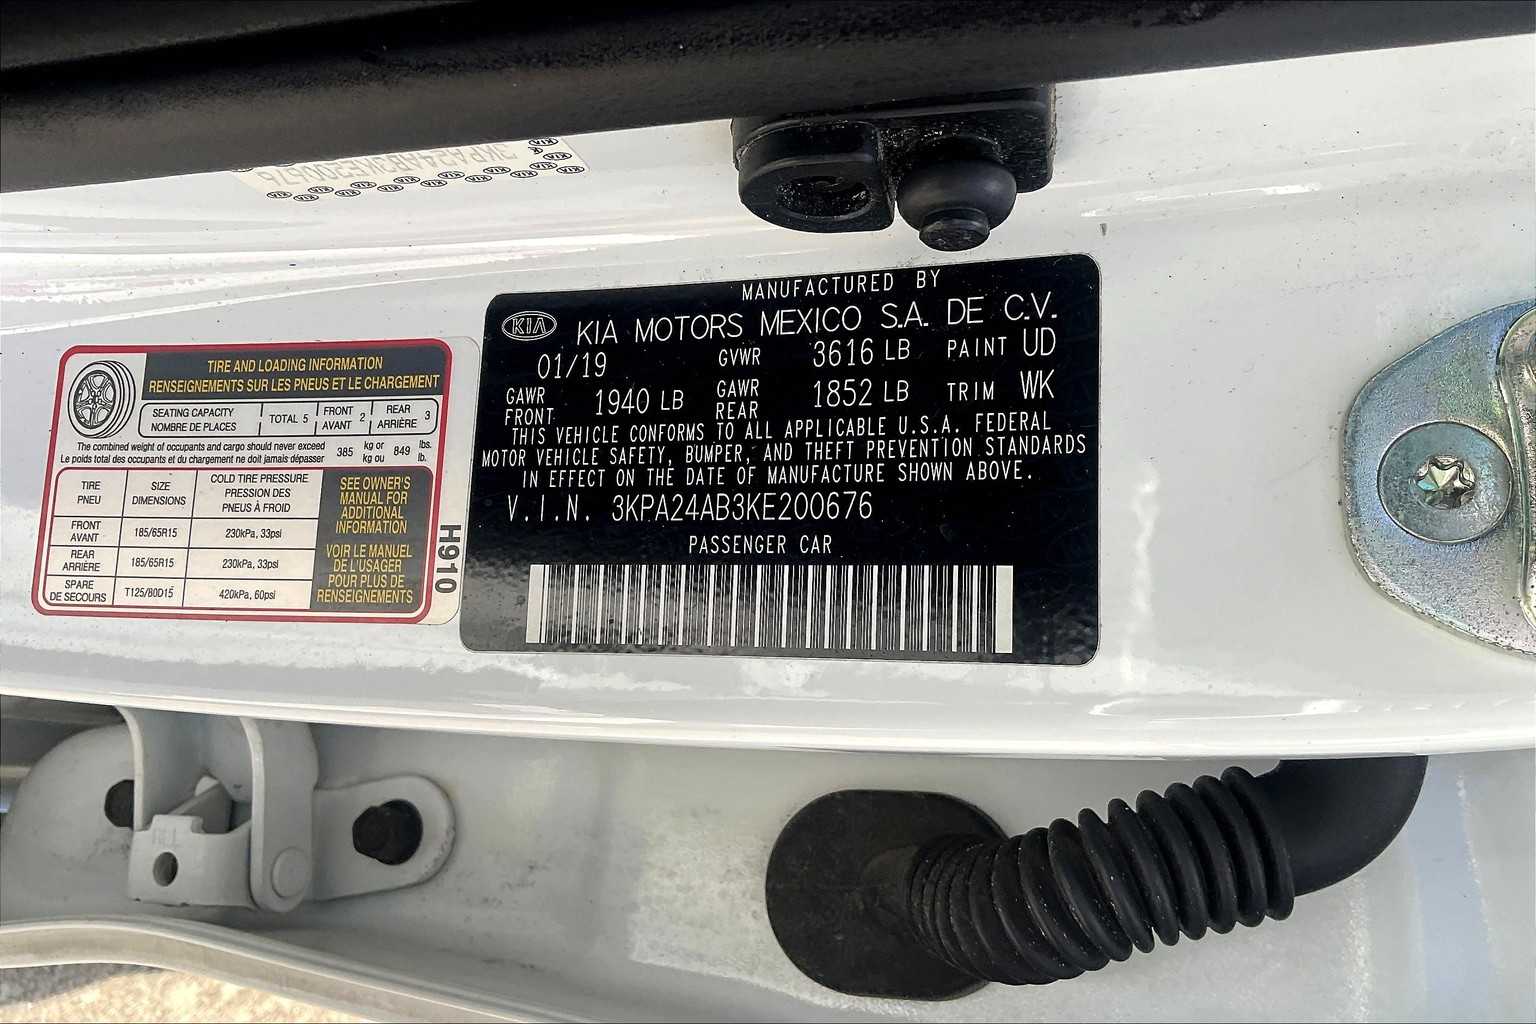 TIRE AND LOADING INFORMATION
RENSEIGNEMENTS SUR LES PNEUS ET LE CHARGEMENT
SEATING CAPACITY
NOMBRE DE PLACES
TOTAL 5
FRONT
AVANT 2
REAR
ARRIÈRE 3
The combined weight of occupants and cargo should never exceed
Le poids total des occupants et du chargement ne doit jamais dépasser
385
kg or
kg ou
849
lbs.
lb.
TIRE
PNEU
SIZE
DIMENSIONS
COLD TIRE PRESSURE
PRESSION DES
PNEUS À FROID
FRONT
AVANT
185/65R15
230kPa, 33psi
REAR
ARRIÈRE
185/65R15
230kPa, 33psi
SPARE
DE SECOURS
T125/80D15
420kPa, 60psi
SEE OWNER'S
MANUAL FOR
ADDITIONAL
INFORMATION
VOIR LE MANUEL
DE L'USAGER
POUR PLUS DE
RENSEIGNEMENTS
H910
MANUFACTURED BY
KIA KIA MOTORS MEXICO S.A. DE C.V.
01/19 GVWR 3616 LB PAINT UD
GAWR FRONT 1940 LB GAWR REAR 1852 LB TRIM WK
THIS VEHICLE CONFORMS TO ALL APPLICABLE U.S.A. FEDERAL
MOTOR VEHICLE SAFETY, BUMPER, AND THEFT PREVENTION STANDARDS
IN EFFECT ON THE DATE OF MANUFACTURE SHOWN ABOVE.
V.I.N. 3KPA24AB3KE200676
PASSENGER CAR